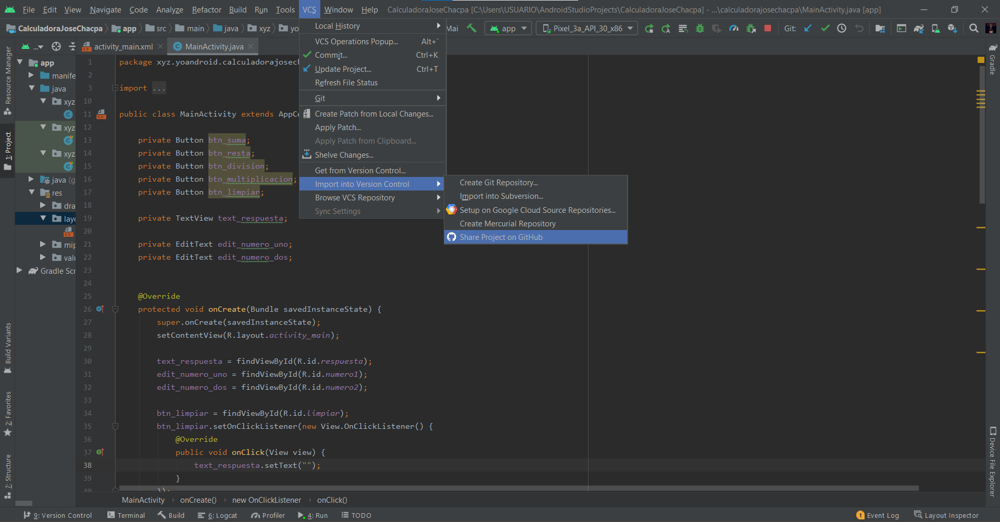 File Edit View Navigate Code Analyze Refactor Build Run Tools VCS Window Help CalculadoraJoseChacpa [C:\Users\USUARIO\AndroidStudioProjects\CalculadoraJoseChacpa] - ...\calculadorajosechacpa\MainActivity.java [app]
CalculadoraJoseChacpa app src main java xyz yo Mai app Pixel_3a_API_30_x86 Git:
... activity_main.xml MainActivity.java
Local History
VCS Operations Popup... Alt+`
Commit... Ctrl+K
Update Project... Ctrl+T
Refresh File Status
Git
Create Patch from Local Changes...
Apply Patch...
Apply Patch from Clipboard...
Shelve Changes...
Get from Version Control...
Import into Version Control
Browse VCS Repository
Sync Settings
Create Git Repository...
Import into Subversion...
Setup on Google Cloud Source Repositories...
Create Mercurial Repository
Share Project on GitHub
Resource Manager
1: Project
Build Variants
2: Favorites
7: Structure
app
manife
java
xyz
xyz
xyz
java (g
res
dra
layo
mip
valu
Gradle Scr
1 package xyz.yoandroid.calculadorajosech
2
3 import ...
10
11 public class MainActivity extends AppCo
12
13 private Button btn_suma;
14 private Button btn_resta;
15 private Button btn_division;
16 private Button btn_multiplicacion;
17 private Button btn_limpiar;
18
19 private TextView text_respuesta;
20
21 private EditText edit_numero_uno;
22 private EditText edit_numero_dos;
23
24
25 @Override
26 protected void onCreate(Bundle savedInstanceState) {
27 super.onCreate(savedInstanceState);
28 setContentView(R.layout.activity_main);
29
30 text_respuesta = findViewById(R.id.respuesta);
31 edit_numero_uno = findViewById(R.id.numero1);
32 edit_numero_dos = findViewById(R.id.numero2);
33
34 btn_limpiar = findViewById(R.id.limpiar);
35 btn_limpiar.setOnClickListener(new View.OnClickListener() {
36 @Override
37 public void onClick(View view) {
38 text_respuesta.setText("");
39 }
40 });
Gradle
Device File Explorer
MainActivity onCreate() new OnClickListener onClick()
9: Version Control Terminal Build 6: Logcat Profiler 4: Run TODO 1 Event Log Layout Inspector